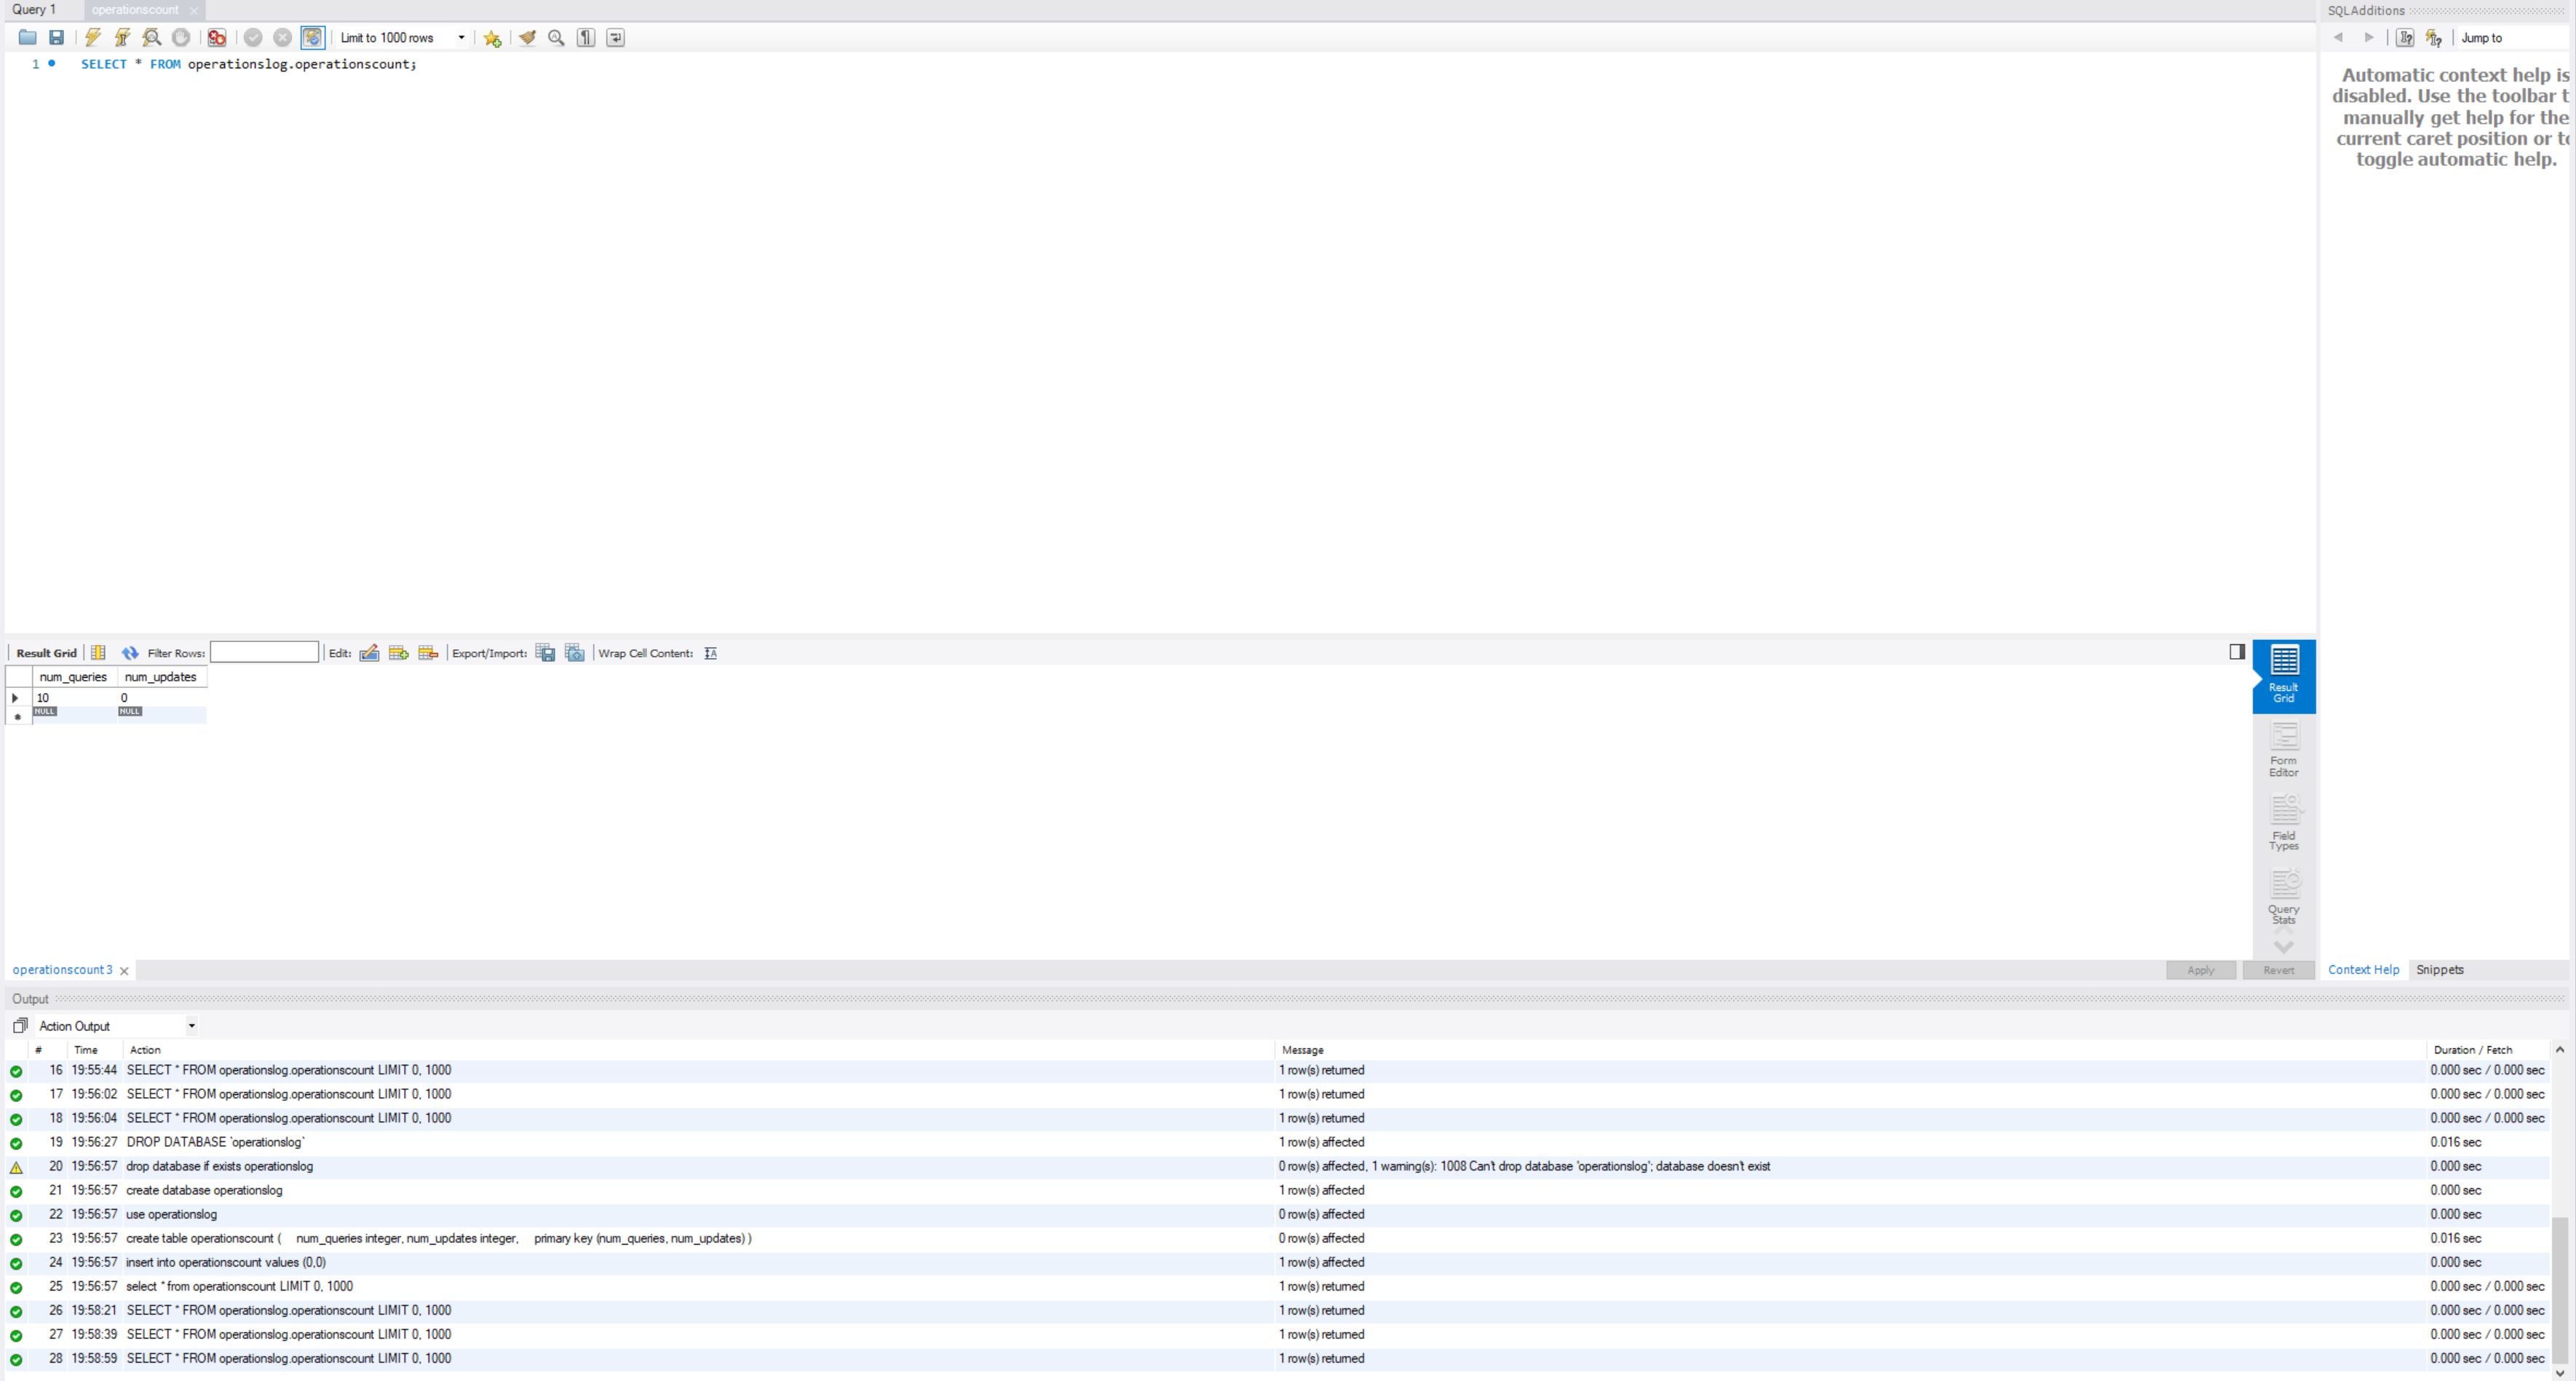 Query 1 operationscount
Limit to 1000 rows
1 SELECT * FROM operationslog.operationscount;
SQLAdditions
Jump to
Automatic context help is
disabled. Use the toolbar t
manually get help for the
current caret position or to
toggle automatic help.
Result Grid Filter Rows: Edit: Export/Import: Wrap Cell Content:
num_queries num_updates
10 0
NULL NULL
Result
Grid
Form
Editor
Field
Types
Query
Stats
operationscount 3 Apply Revert
Context Help Snippets
Output
Action Output
# Time Action Message Duration / Fetch
16 19:55:44 SELECT * FROM operationslog.operationscount LIMIT 0, 1000 1 row(s) returned 0.000 sec / 0.000 sec
17 19:56:02 SELECT * FROM operationslog.operationscount LIMIT 0, 1000 1 row(s) returned 0.000 sec / 0.000 sec
18 19:56:04 SELECT * FROM operationslog.operationscount LIMIT 0, 1000 1 row(s) returned 0.000 sec / 0.000 sec
19 19:56:27 DROP DATABASE `operationslog` 1 row(s) affected 0.016 sec
20 19:56:57 drop database if exists operationslog 0 row(s) affected, 1 warning(s): 1008 Can't drop database 'operationslog'; database doesn't exist 0.000 sec
21 19:56:57 create database operationslog 1 row(s) affected 0.000 sec
22 19:56:57 use operationslog 0 row(s) affected 0.000 sec
23 19:56:57 create table operationscount ( num_queries integer, num_updates integer, primary key (num_queries, num_updates) ) 0 row(s) affected 0.016 sec
24 19:56:57 insert into operationscount values (0,0) 1 row(s) affected 0.000 sec
25 19:56:57 select * from operationscount LIMIT 0, 1000 1 row(s) returned 0.000 sec / 0.000 sec
26 19:58:21 SELECT * FROM operationslog.operationscount LIMIT 0, 1000 1 row(s) returned 0.000 sec / 0.000 sec
27 19:58:39 SELECT * FROM operationslog.operationscount LIMIT 0, 1000 1 row(s) returned 0.000 sec / 0.000 sec
28 19:58:59 SELECT * FROM operationslog.operationscount LIMIT 0, 1000 1 row(s) returned 0.000 sec / 0.000 sec